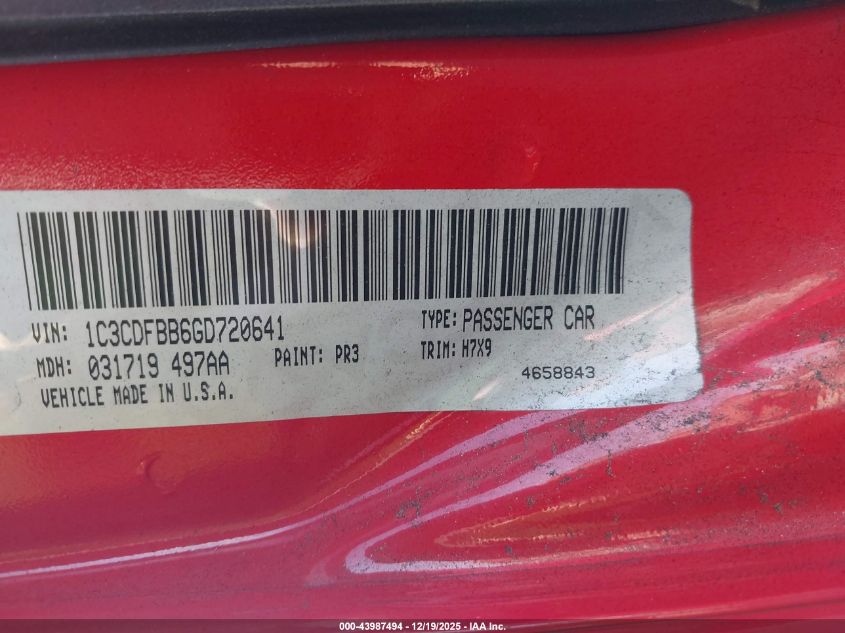 VIN: 1C3CDFBB6GD720641 TYPE: PASSENGER CAR
MDH: 031719 497AA PAINT: PR3 TRIM: H7X9
VEHICLE MADE IN U.S.A. 4658843
000-43987494 - 12/19/2025 - IAA Inc.